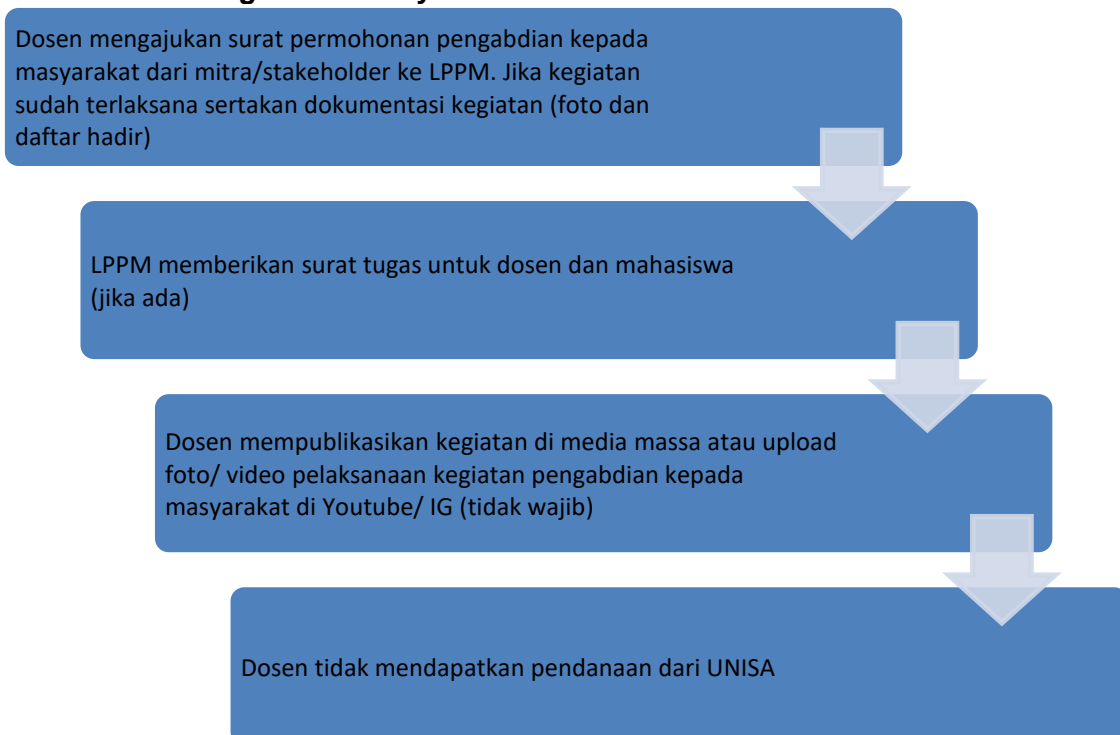 Dosen mengajukan surat permohonan pengabdian kepada
masyarakat dari mitra/stakeholder ke LPPM. Jika kegiatan
sudah terlaksana sertakan dokumentasi kegiatan (foto dan
daftar hadir)
LPPM memberikan surat tugas untuk dosen dan mahasiswa
(jika ada)
Dosen mempublikasikan kegiatan di media massa atau upload
foto/ video pelaksanaan kegiatan pengabdian kepada
masyarakat di Youtube/ IG (tidak wajib)
Dosen tidak mendapatkan pendanaan dari UNISA